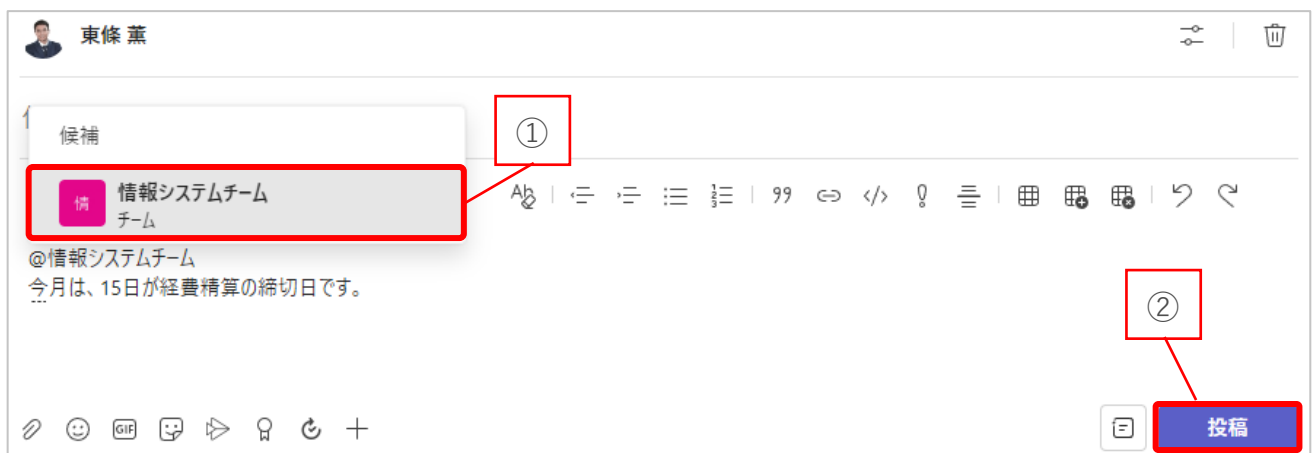 東條 薫
候補
①
情
情報システムチーム
チーム
@情報システムチーム
今月は、15日が経費精算の締切日です。
②
GIF
投稿